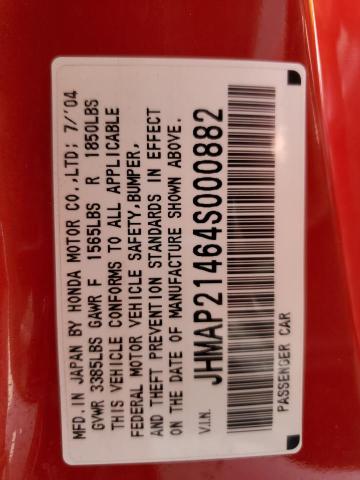 MFD. IN JAPAN BY HONDA MOTOR CO.,LTD; 7/'04
GVWR 3385LBS GAWR F 1565LBS R 1850LBS
THIS VEHICLE CONFORMS TO ALL APPLICABLE
FEDERAL MOTOR VEHICLE SAFETY,BUMPER,
AND THEFT PREVENTION STANDARDS IN EFFECT
ON THE DATE OF MANUFACTURE SHOWN ABOVE.
V.I.N. JHMAP21464S000882
PASSENGER CAR